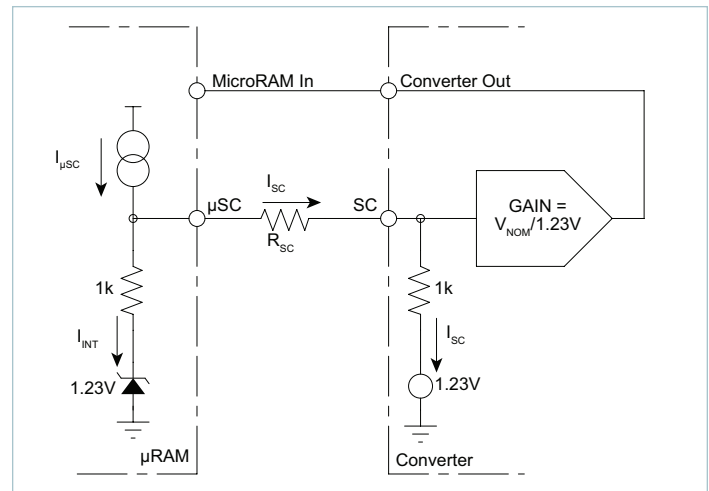 MicroRAM In
Converter Out
IµSC
ISC
µSC
SC
GAIN =
VNOM/1.23V
RSC
1k
1k
IINT
ISC
1.23V
1.23V
µRAM
Converter